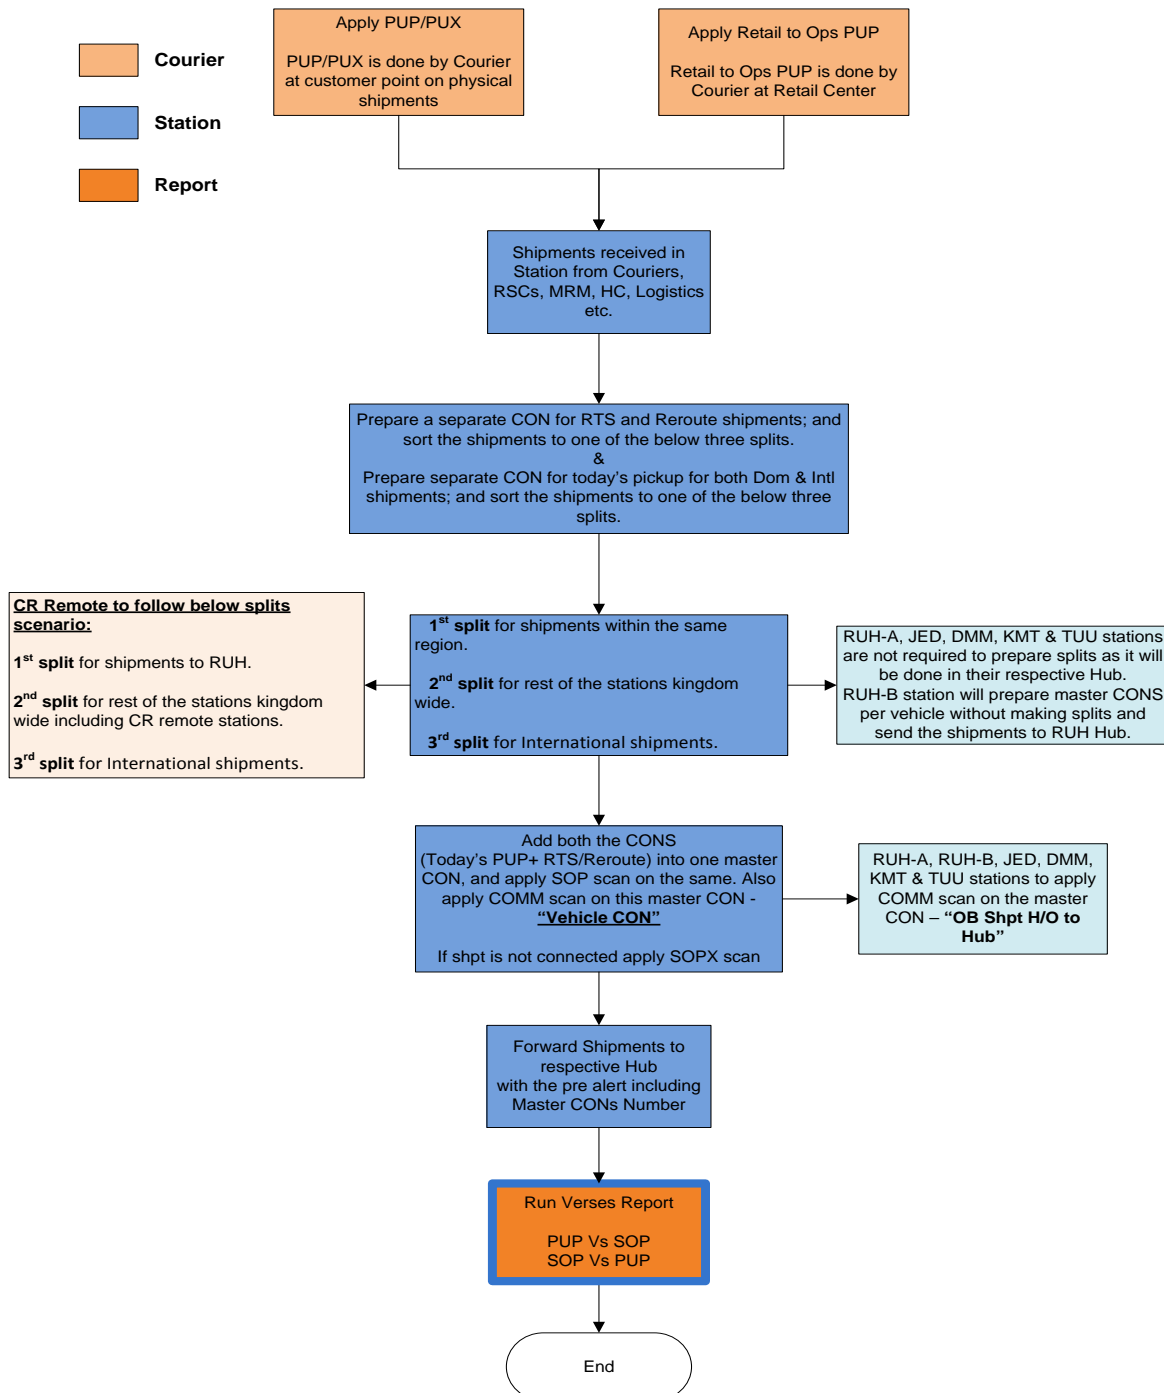 Courier
Station
Report
Apply PUP/PUX
PUP/PUX is done by Courier
at customer point on physical
shipments
Apply Retail to Ops PUP
Retail to Ops PUP is done by
Courier at Retail Center
Shipments received in
Station from Couriers,
RSCs, MRM, HC, Logistics
etc.
Prepare a separate CON for RTS and Reroute shipments; and
sort the shipments to one of the below three splits.
&
Prepare separate CON for today's pickup for both Dom & Intl
shipments; and sort the shipments to one of the below three
splits.
CR Remote to follow below splits
scenario:
1st split for shipments to RUH.
2nd split for rest of the stations kingdom
wide including CR remote stations.
3rd split for International shipments.
1st split for shipments within the same
region.
2nd split for rest of the stations kingdom
wide.
3rd split for International shipments.
RUH-A, JED, DMM, KMT & TUU stations
are not required to prepare splits as it will
be done in their respective Hub.
RUH-B station will prepare master CONS
per vehicle without making splits and
send the shipments to RUH Hub.
Add both the CONS
(Today's PUP+ RTS/Reroute) into one master
CON, and apply SOP scan on the same. Also
apply COMM scan on this master CON -
“Vehicle CON”
If shpt is not connected apply SOPX scan
RUH-A, RUH-B, JED, DMM,
KMT & TUU stations to apply
COMM scan on the master
CON – “OB Shpt H/O to
Hub”
Forward Shipments to
respective Hub
with the pre alert including
Master CONs Number
Run Verses Report
PUP Vs SOP
SOP Vs PUP
End